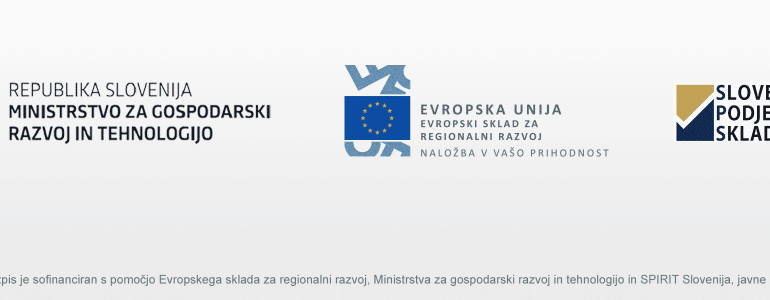 REPUBLIKA SLOVENIJA
MINISTRSTVO ZA GOSPODARSKI
RAZVOJ IN TEHNOLOGIJO
EVROPSKA UNIJA
EVROPSKI SKLAD ZA
REGIONALNI RAZVOJ
NALOŽBA V VAŠO PRIHODNOST
SLOVE
PODJE
SKLAD
je sofinanciran s pomočjo Evropskega sklada za regionalni razvoj, Ministrstva za gospodarski razvoj in tehnologijo in SPIRIT Slovenija, javne